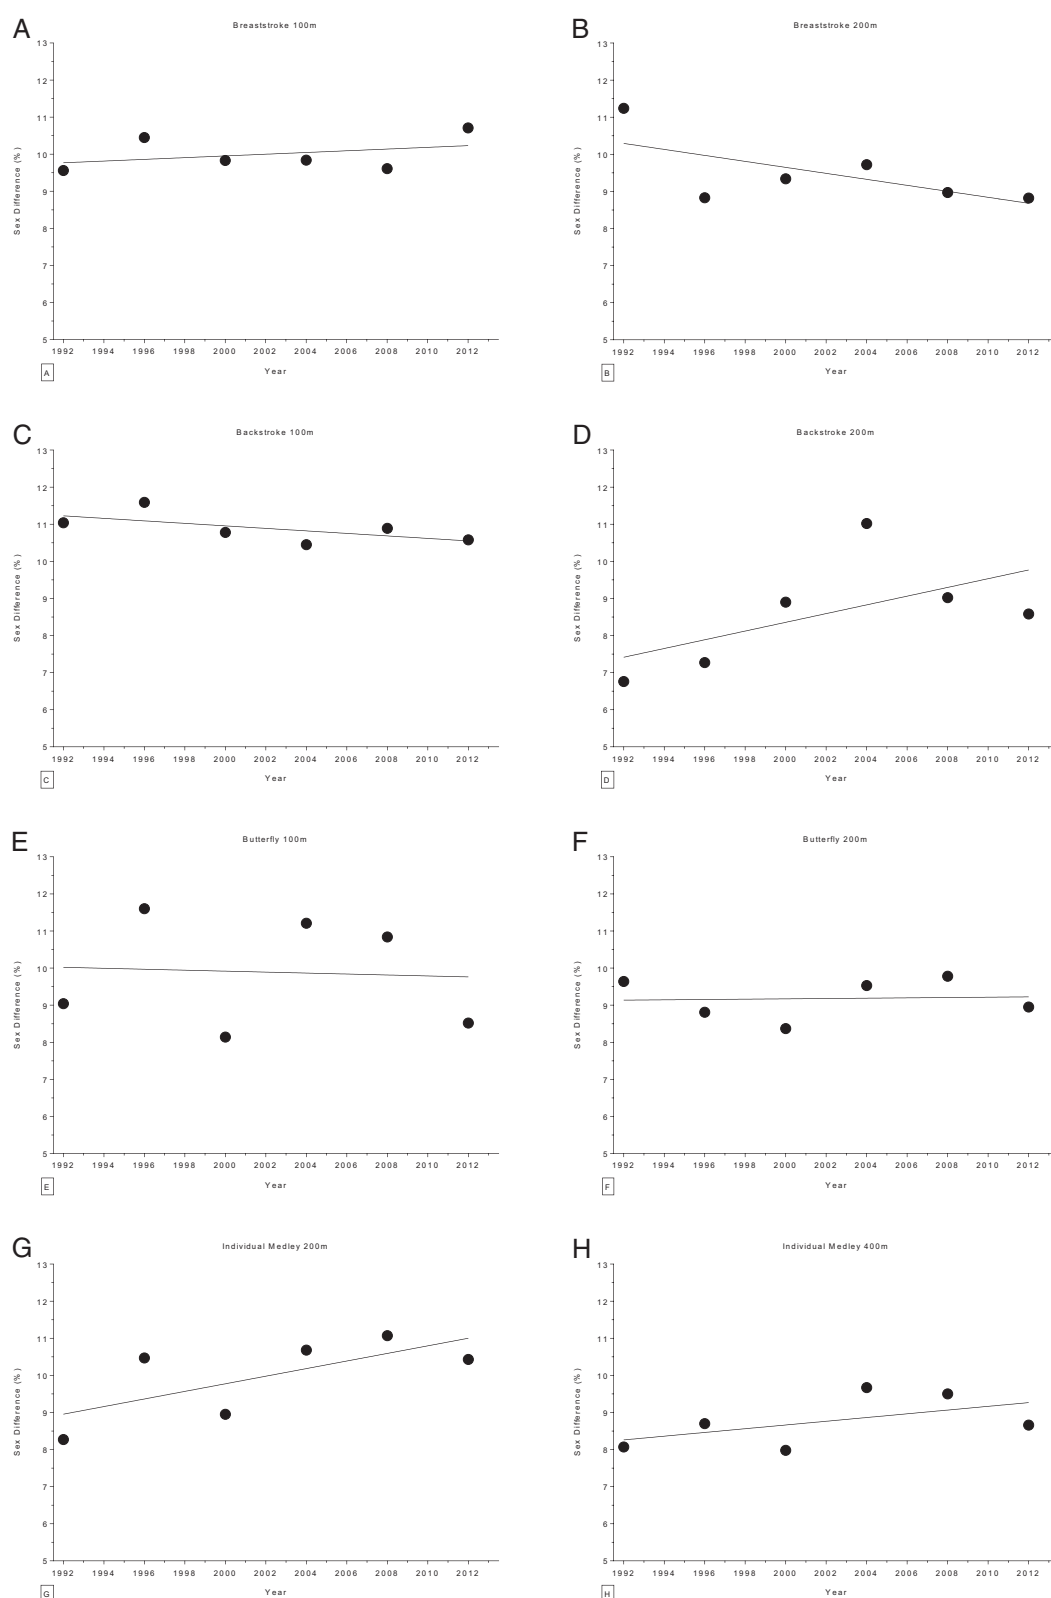 A
Breaststroke 100m
13
12
11
10
9
8
7
6
5
Sex Difference (%)
1992 1994 1996 1998 2000 2002 2004 2006 2008 2010 2012
Year
A
B
Breaststroke 200m
13
12
11
10
9
8
7
6
5
Sex Difference (%)
1992 1994 1996 1998 2000 2002 2004 2006 2008 2010 2012
Year
B
C
Backstroke 100m
13
12
11
10
9
8
7
6
5
Sex Difference (%)
1992 1994 1996 1998 2000 2002 2004 2006 2008 2010 2012
Year
C
D
Backstroke 200m
13
12
11
10
9
8
7
6
5
Sex Difference (%)
1992 1994 1996 1998 2000 2002 2004 2006 2008 2010 2012
Year
D
E
Butterfly 100m
13
12
11
10
9
8
7
6
5
Sex Difference (%)
1992 1994 1996 1998 2000 2002 2004 2006 2008 2010 2012
Year
E
F
Butterfly 200m
13
12
11
10
9
8
7
6
5
Sex Difference (%)
1992 1994 1996 1998 2000 2002 2004 2006 2008 2010 2012
Year
F
G
Individual Medley 200m
13
12
11
10
9
8
7
6
5
Sex Difference (%)
1992 1994 1996 1998 2000 2002 2004 2006 2008 2010 2012
Year
G
H
Individual Medley 400m
13
12
11
10
9
8
7
6
5
Sex Difference (%)
1992 1994 1996 1998 2000 2002 2004 2006 2008 2010 2012
Year
H